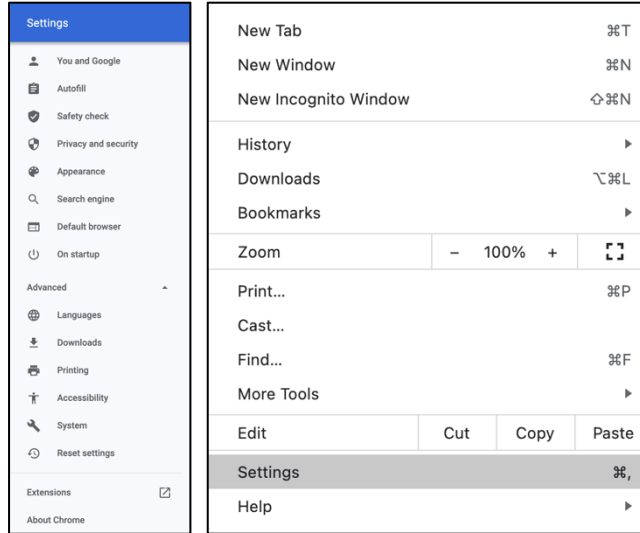 Settings
You and Google
Autofill
Safety check
Privacy and security
Appearance
Search engine
Default browser
On startup
Advanced
Languages
Downloads
Printing
Accessibility
System
Reset settings
Extensions
About Chrome
New Tab ⌘T
New Window ⌘N
New Incognito Window ⇧⌘N
History
Downloads ⌥⌘L
Bookmarks
Zoom − 100% +
Print... ⌘P
Cast...
Find... ⌘F
More Tools
Edit Cut Copy Paste
Settings ⌘,
Help